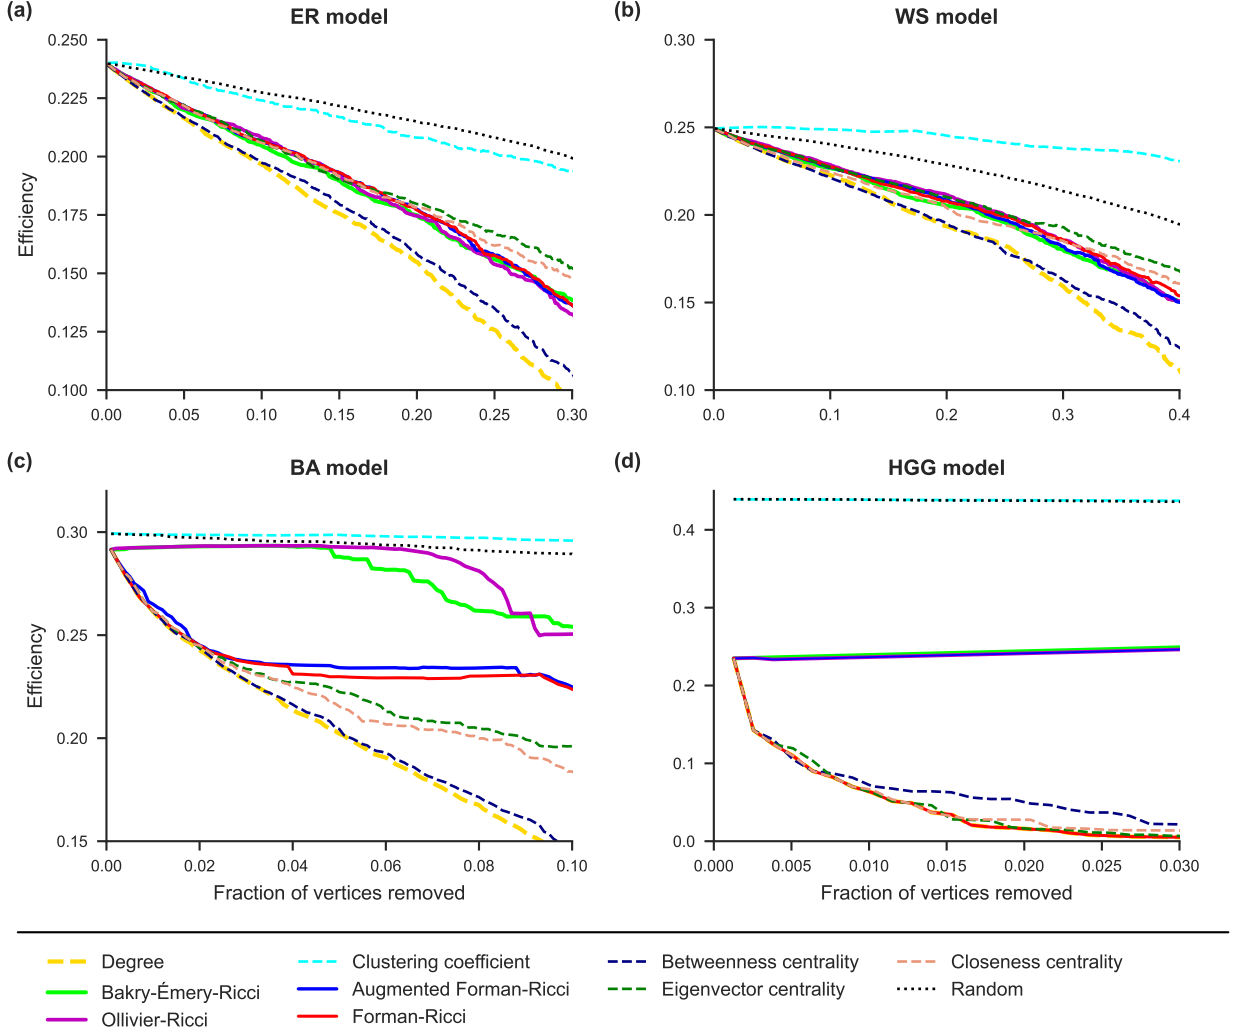 (a)
ER model
0.250
0.225
0.200
0.175
0.150
0.125
0.100
Efficiency
0.00 0.05 0.10 0.15 0.20 0.25 0.30
(b)
WS model
0.30
0.25
0.20
0.15
0.10
0.0 0.1 0.2 0.3 0.4
(c)
BA model
0.30
0.25
0.20
0.15
Efficiency
0.00 0.02 0.04 0.06 0.08 0.10
Fraction of vertices removed
(d)
HGG model
0.4
0.3
0.2
0.1
0.0
0.000 0.005 0.010 0.015 0.020 0.025 0.030
Fraction of vertices removed
Degree
Clustering coefficient
Betweenness centrality
Closeness centrality
Bakry-Émery-Ricci
Augmented Forman-Ricci
Eigenvector centrality
Random
Ollivier-Ricci
Forman-Ricci